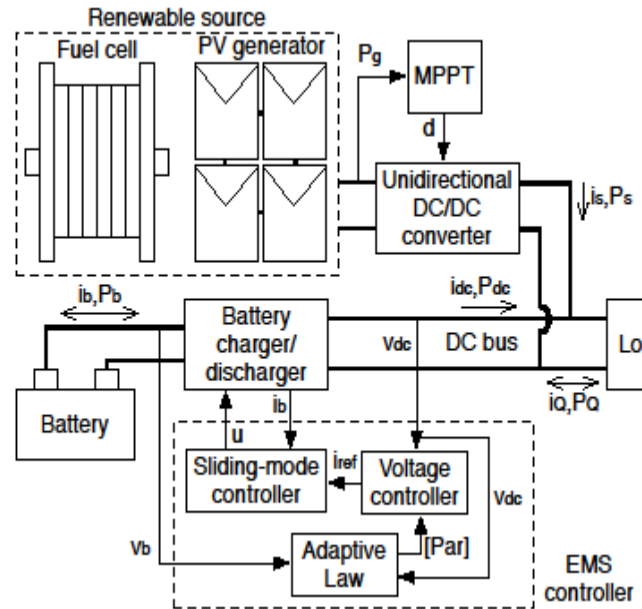 Renewable source
Fuel cell
PV generator
Pg
MPPT
d
Unidirectional
DC/DC
converter
is,Ps
ib,Pb
idc,Pdc
Battery
charger/
discharger
Vdc
DC bus
Lo
iQ,PQ
Battery
u
ib
Sliding-mode
controller
iref
Voltage
controller
Vdc
vb
Adaptive
Law
[Par]
EMS
controller